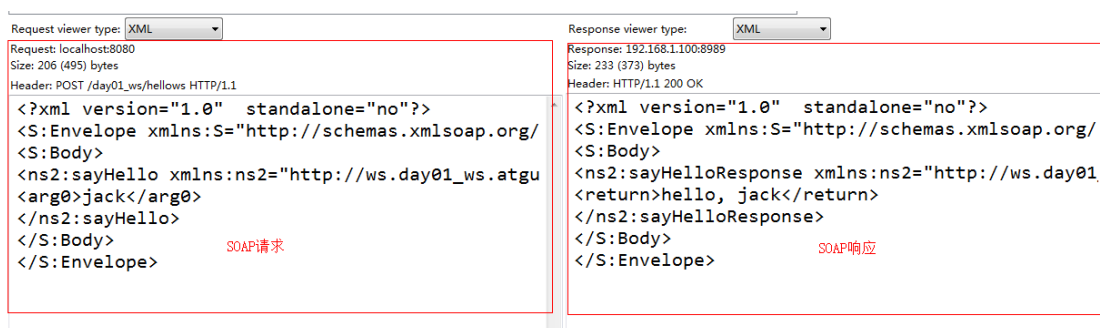 Request viewer type: XML
Request: localhost:8080
Size: 206 (495) bytes
Header: POST /day01_ws/hellows HTTP/1.1
<?xml version="1.0"  standalone="no"?>
<S:Envelope xmlns:S="http://schemas.xmlsoap.org/
<S:Body>
<ns2:sayHello xmlns:ns2="http://ws.day01_ws.atgu
<arg0>jack</arg0>
</ns2:sayHello>
</S:Body>
</S:Envelope>
SOAP请求
Response viewer type: XML
Response: 192.168.1.100:8989
Size: 233 (373) bytes
Header: HTTP/1.1 200 OK
<?xml version="1.0"  standalone="no"?>
<S:Envelope xmlns:S="http://schemas.xmlsoap.org/
<S:Body>
<ns2:sayHelloResponse xmlns:ns2="http://ws.day01_
<return>hello, jack</return>
</ns2:sayHelloResponse>
</S:Body>
</S:Envelope>
SOAP响应